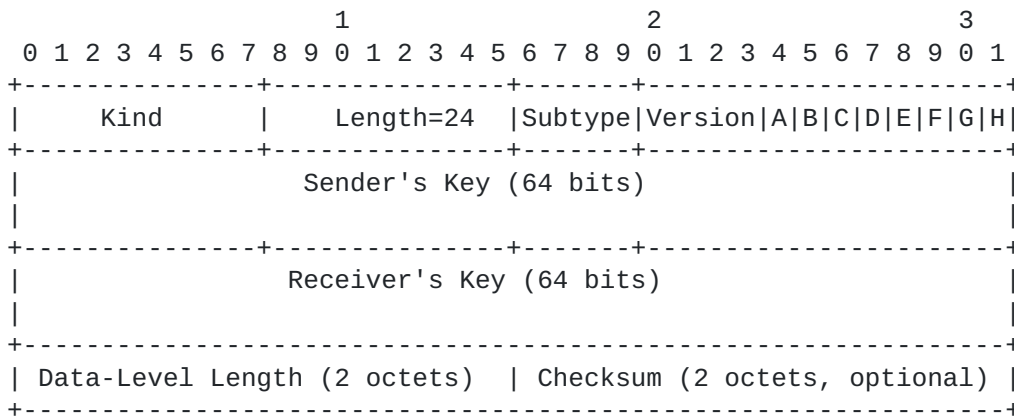 1                   2                   3
 0 1 2 3 4 5 6 7 8 9 0 1 2 3 4 5 6 7 8 9 0 1 2 3 4 5 6 7 8 9 0 1
+---------------+---------------+-------+-----------------------+
|     Kind      |    Length=24  |Subtype|Version|A|B|C|D|E|F|G|H|
+---------------+---------------+-------+-----------------------+
|                  Sender's Key (64 bits)                       |
|                                                               |
+---------------+---------------+-------+-----------------------+
|                 Receiver's Key (64 bits)                      |
|                                                               |
+---------------------------------------------------------------+
| Data-Level Length (2 octets)  | Checksum (2 octets, optional) |
+---------------------------------------------------------------+